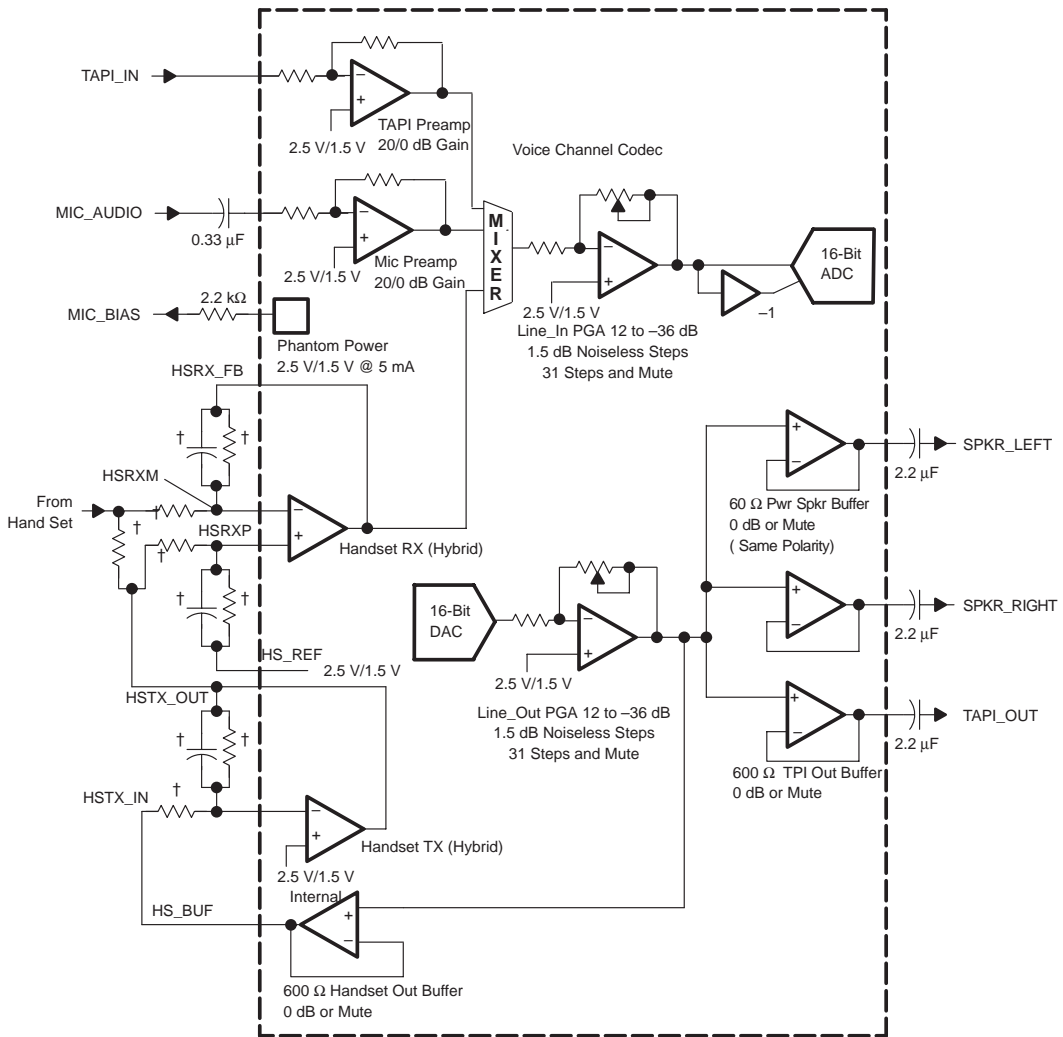 TAPI_IN
−
+
TAPI Preamp
20/0 dB Gain
2.5 V/1.5 V
Voice Channel Codec
MIC_AUDIO
0.33 µF
−
+
2.5 V/1.5 V
Mic Preamp
20/0 dB Gain
MIXER
−
+
2.5 V/1.5 V
16-Bit
ADC
–1
Line_In PGA 12 to –36 dB
1.5 dB Noiseless Steps
31 Steps and Mute
2.2 kΩ
MIC_BIAS
Phantom Power
2.5 V/1.5 V @ 5 mA
HSRX_FB
†
†
HSRXM
From
Hand Set
†
†
HSRXP
†
−
+
Handset RX (Hybrid)
†
†
HS_REF
2.5 V/1.5 V
+
−
SPKR_LEFT
2.2 µF
60 Ω Pwr Spkr Buffer
0 dB or Mute
( Same Polarity)
16-Bit
DAC
−
+
2.5 V/1.5 V
Line_Out PGA 12 to –36 dB
1.5 dB Noiseless Steps
31 Steps and Mute
+
−
SPKR_RIGHT
2.2 µF
+
−
TAPI_OUT
2.2 µF
600 Ω TPI Out Buffer
0 dB or Mute
HSTX_OUT
†
†
HSTX_IN
†
−
+
Handset TX (Hybrid)
2.5 V/1.5 V
Internal
HS_BUF
+
−
600 Ω Handset Out Buffer
0 dB or Mute